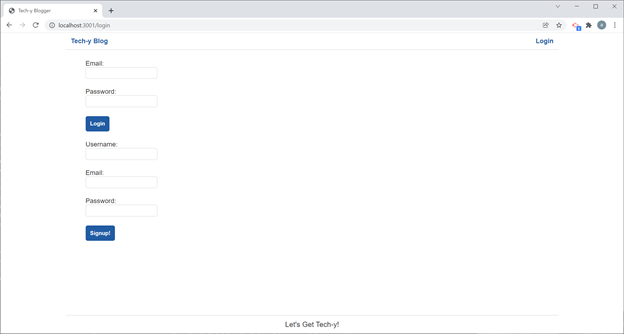 Tech-y Blogger
localhost:3001/login
Tech-y Blog Login
Email:
Password:
Login
Username:
Email:
Password:
Signup!
Let's Get Tech-y!